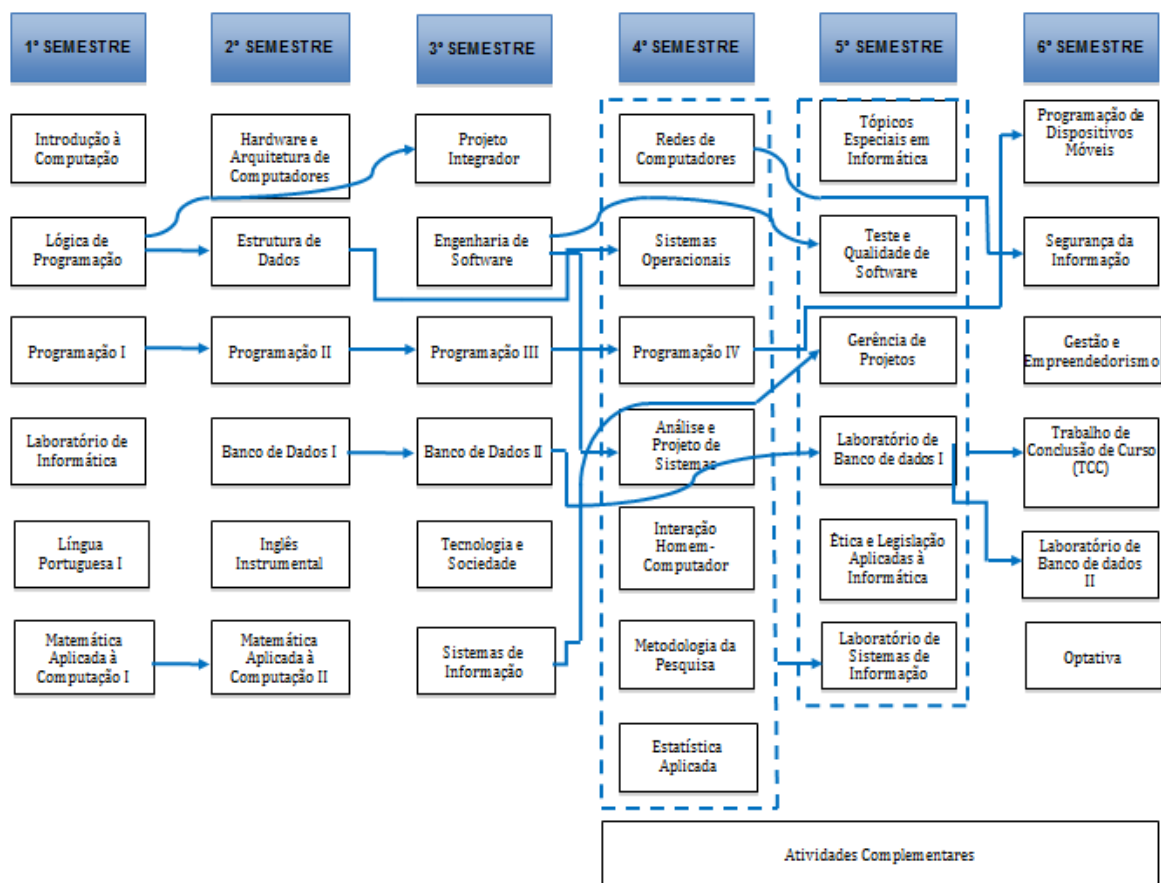 1º SEMESTRE
2º SEMESTRE
3º SEMESTRE
4º SEMESTRE
5º SEMESTRE
6º SEMESTRE
Introdução à
Computação
Hardware e
Arquitetura de
Computadores
Projeto
Integrador
Redes de
Computadores
Tópicos
Especiais em
Informática
Programação de
Dispositivos
Móveis
Lógica de
Programação
Estrutura de
Dados
Engenharia de
Software
Sistemas
Operacionais
Teste e
Qualidade de
Software
Segurança da
Informação
Programação I
Programação II
Programação III
Programação IV
Gerência de
Projetos
Gestão e
Empreendedorismo
Laboratório de
Informática
Banco de Dados I
Banco de Dados II
Análise e
Projeto de
Sistemas
Laboratório de
Banco de dados I
Trabalho de
Conclusão de Curso
(TCC)
Língua
Portuguesa I
Inglês
Instrumental
Tecnologia e
Sociedade
Interação
Homem-
Computador
Ética e Legislação
Aplicadas à
Informática
Laboratório de
Banco de dados
II
Matemática
Aplicada à
Computação I
Matemática
Aplicada à
Computação II
Sistemas de
Informação
Metodologia da
Pesquisa
Laboratório de
Sistemas de
Informação
Optativa
Estatística
Aplicada
Atividades Complementares